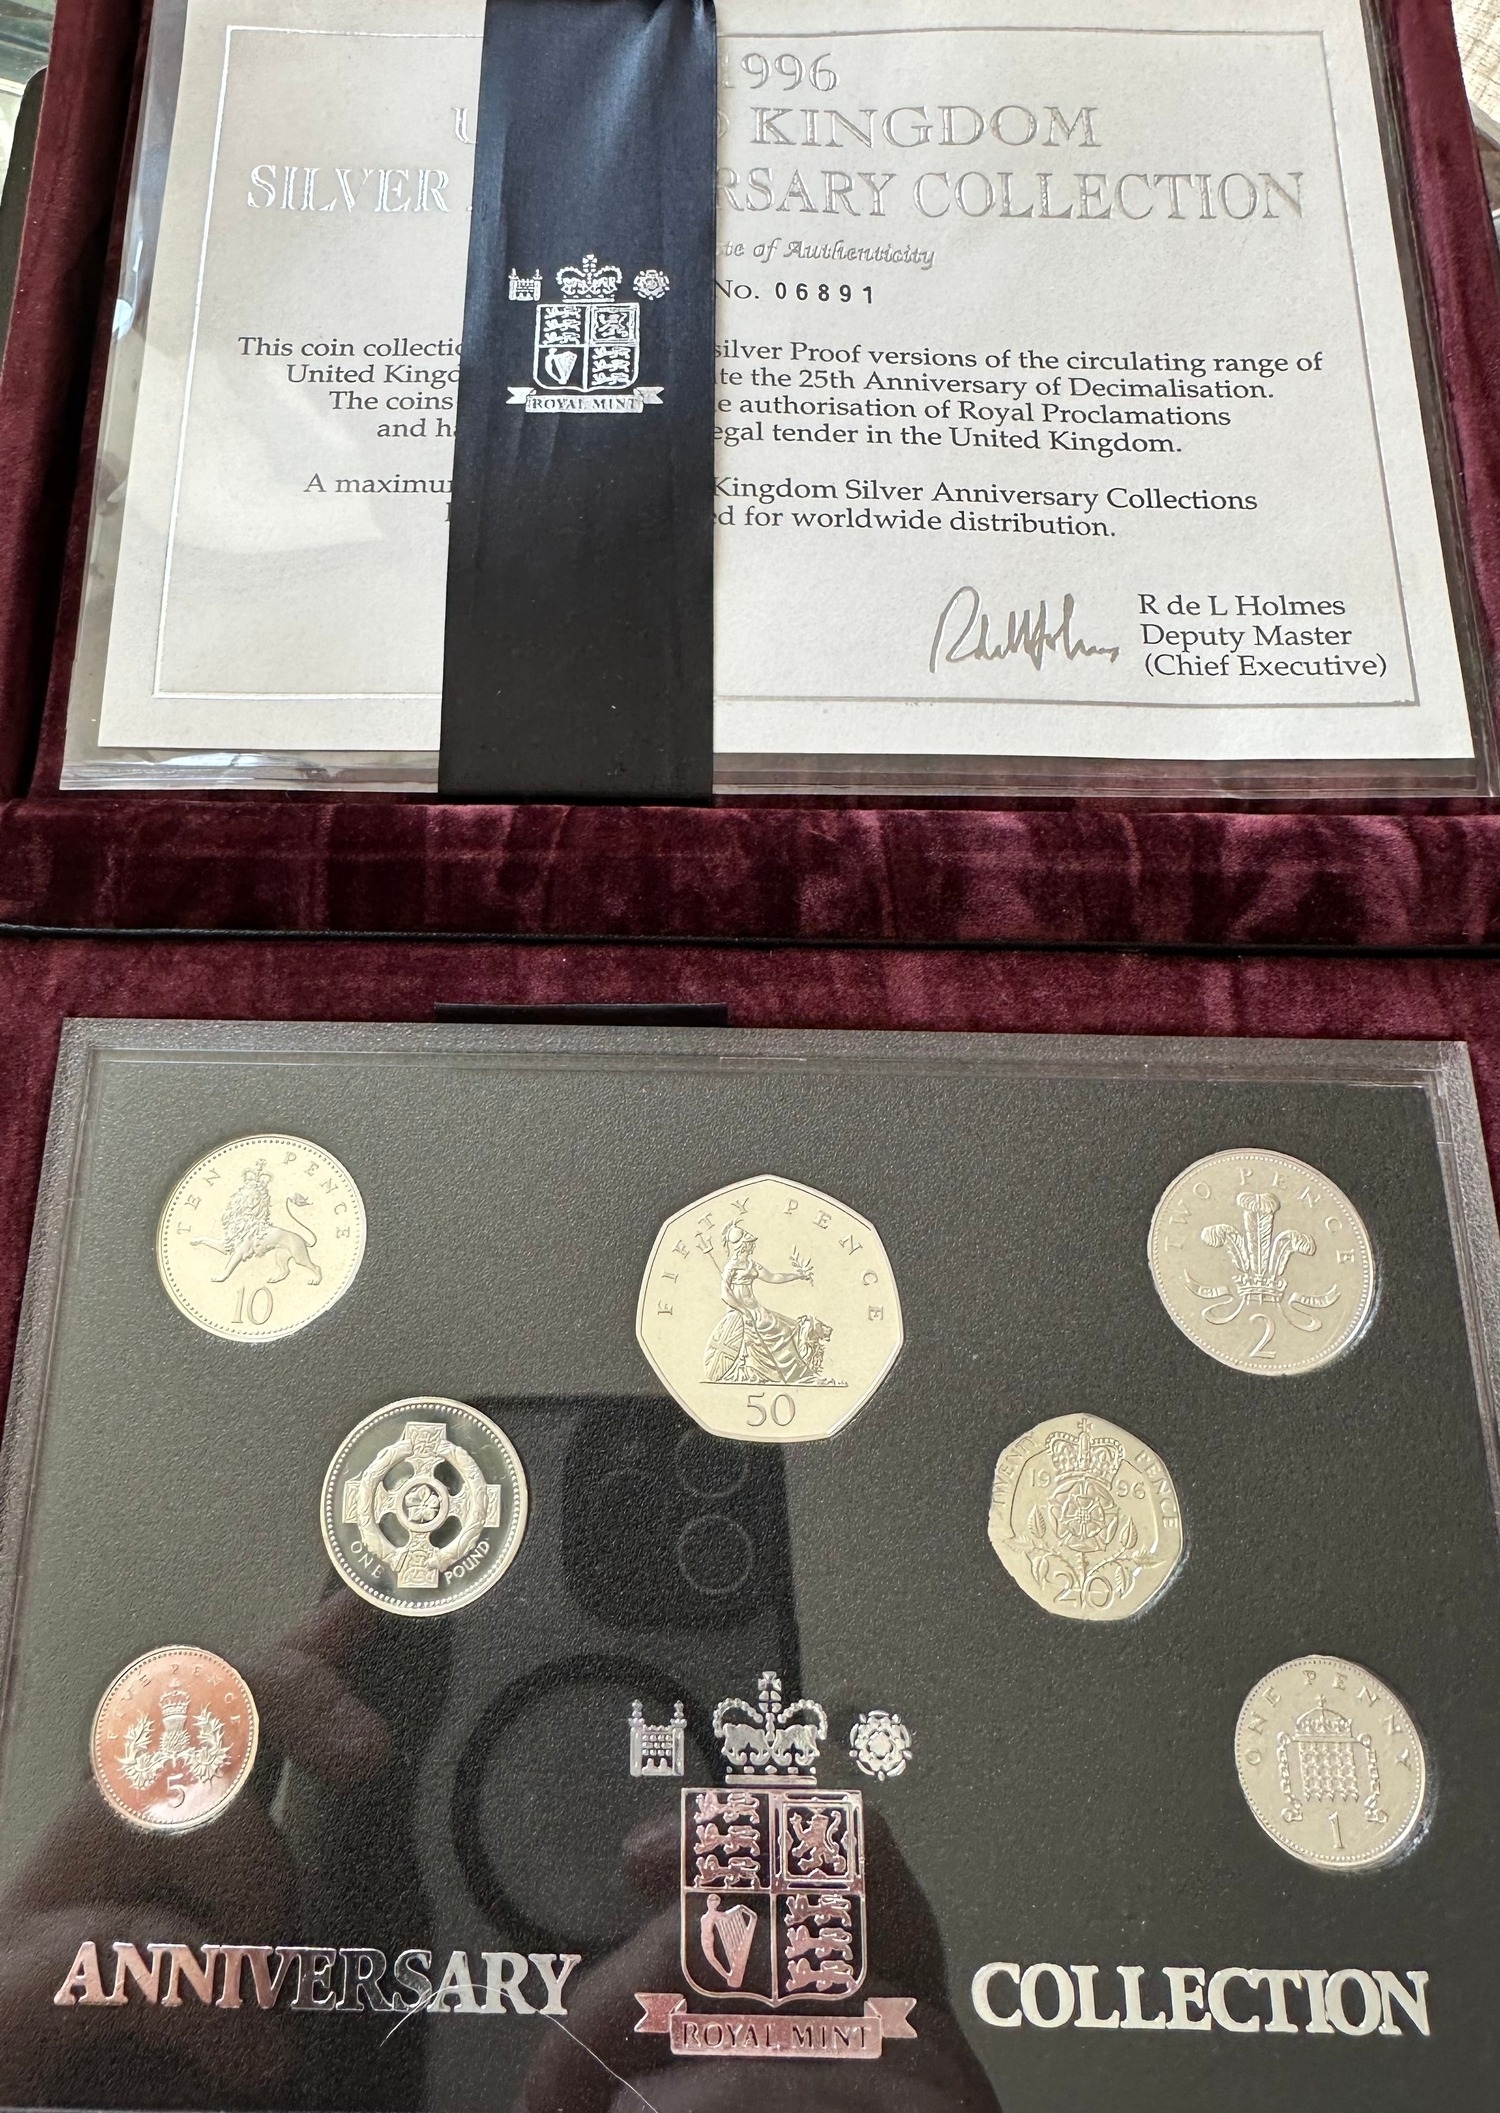 1996
KINGDOM
SILVER RSARY COLLECTION
te of Authenticity
No. 06891
This coin collectio silver Proof versions of the circulating range of
United Kingd te the 25th Anniversary of Decimalisation.
The coins e authorisation of Royal Proclamations
and ha egal tender in the United Kingdom.
A maximu Kingdom Silver Anniversary Collections
d for worldwide distribution.
R de L Holmes
Deputy Master
(Chief Executive)
ROYAL MINT
TEN PENCE
10
FIFTY PENCE
50
TWO PENCE
2
ONE POUND
TWENTY PENCE
1996
20
FIVE PENCE
5
ONE PENNY
1
ANNIVERSARY
ROYAL MINT
COLLECTION